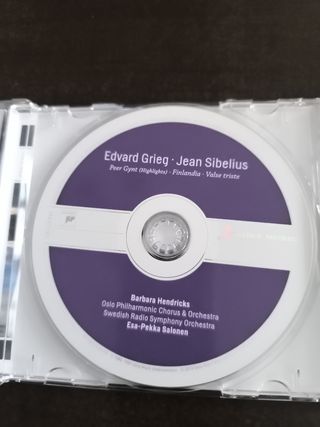 Edvard Grieg · Jean Sibelius
Peer Gynt (Highlights) · Finlandia · Valse triste
Barbara Hendricks
Oslo Philharmonic Chorus & Orchestra
Swedish Radio Symphony Orchestra
Esa-Pekka Salonen